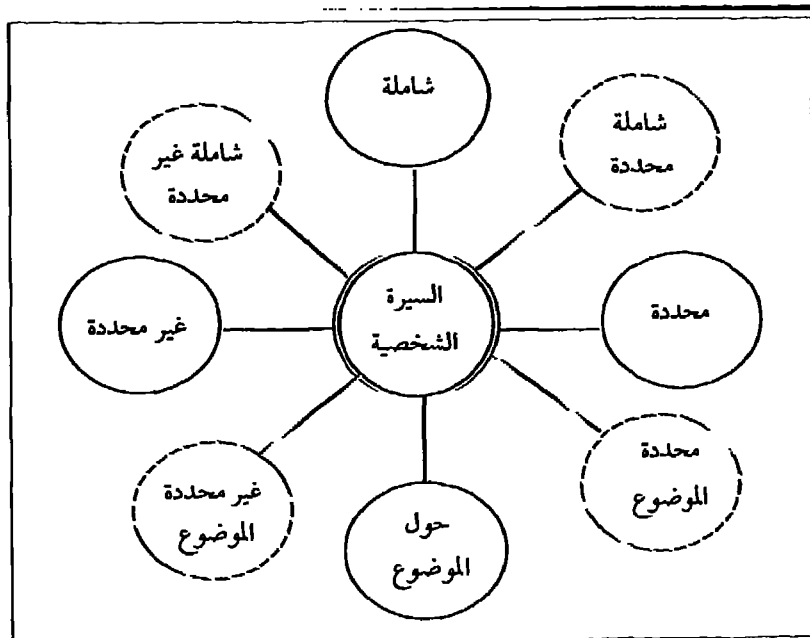 شاملة
شاملة
محددة
شاملة غير
محددة
السيرة
الشخصية
محددة
غير محددة
محددة
الموضوع
غير محددة
الموضوع
حول
الموضوع